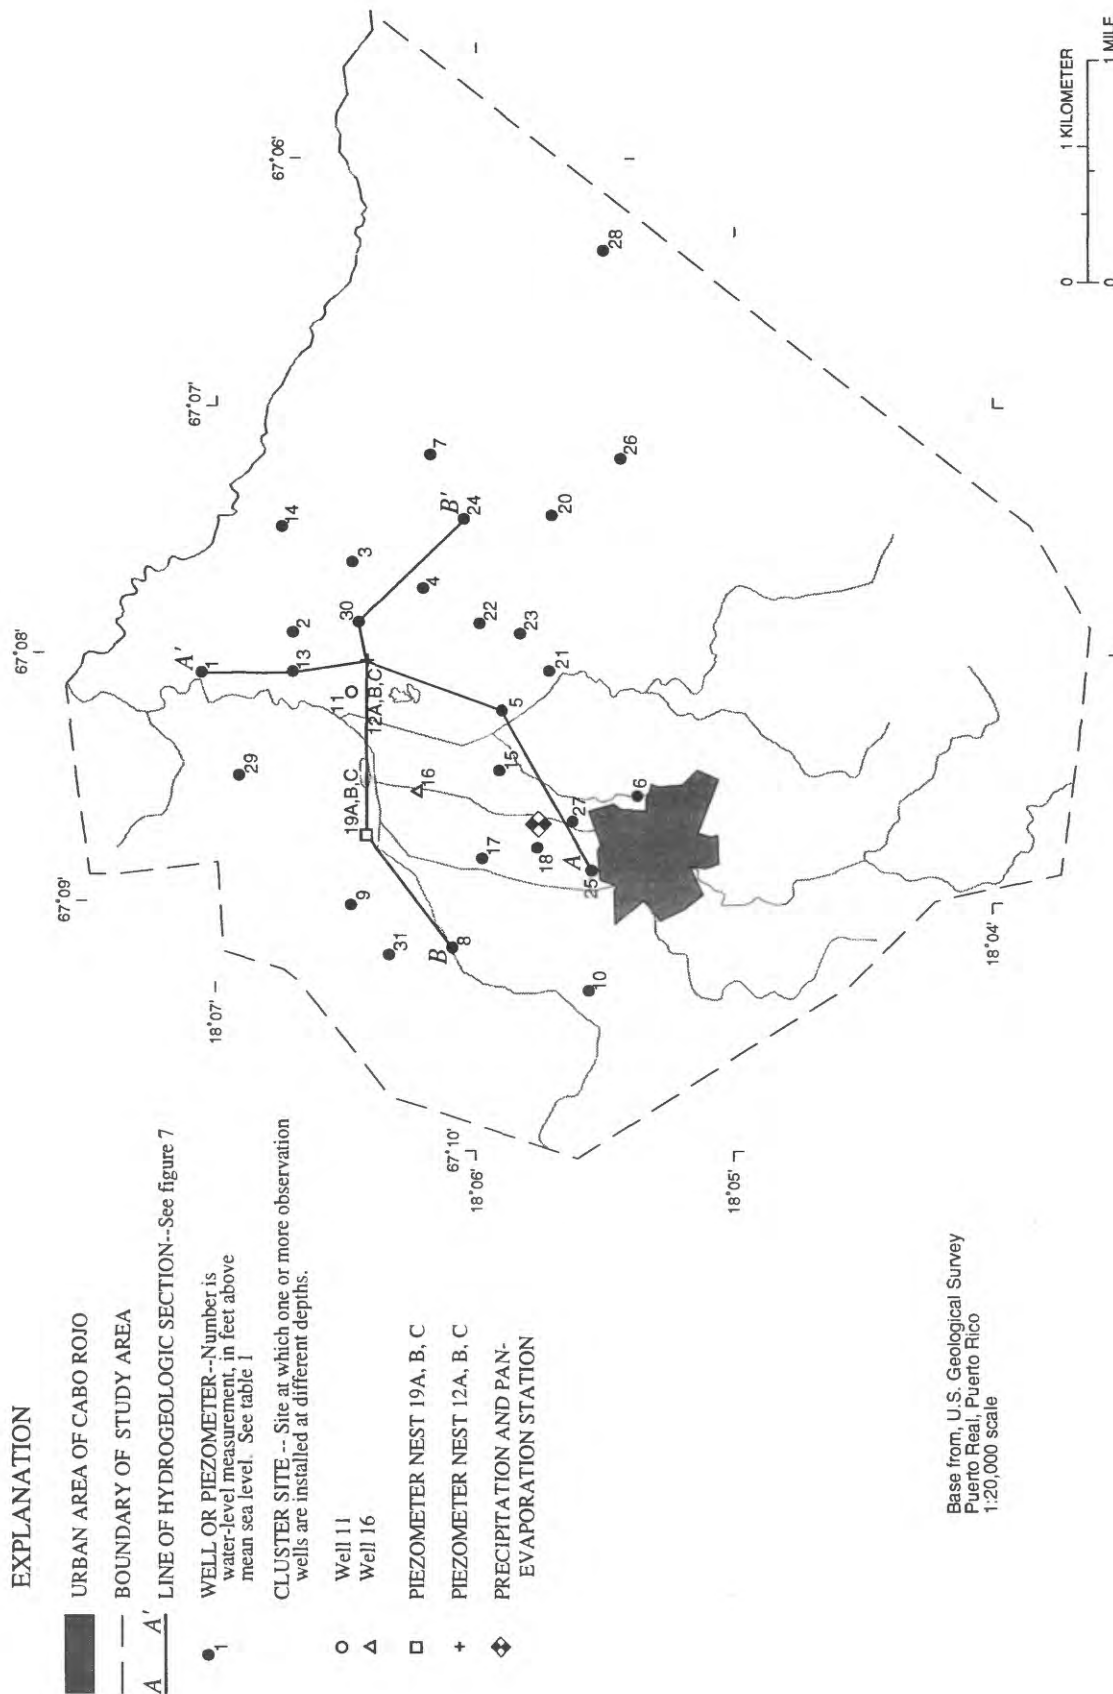 EXPLANATION
URBAN AREA OF CABO ROJO
BOUNDARY OF STUDY AREA
A A' LINE OF HYDROGEOLOGIC SECTION--See figure 7
1 WELL OR PIEZOMETER--Number is
water-level measurement, in feet above
mean sea level. See table 1
CLUSTER SITE -- Site at which one or more observation
wells are installed at different depths.
Well 11
Well 16
PIEZOMETER NEST 19A, B, C
PIEZOMETER NEST 12A, B. C
PRECIPITATION AND PAN-
EVAPORATION STATION
Base from, U.S. Geological Survey
Puerto Real, Puerto Rico
1:20,000 scale
67°10'
67°09'
67°08'
67°07'
67°06'
18°07'
18°06'
18°05'
18°04'
A'
1
29
14
2
13
3
30
11
12A,B,C
19A,B,C
9
31
B
8
16
4
7
B'
24
22
5
15
17
23
20
21
18
27
A
25
10
6
26
28
0
1 KILOMETER
0
1 MILE